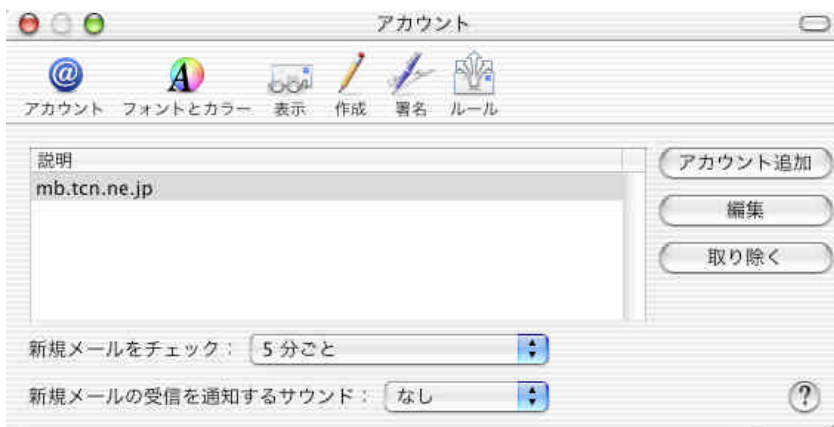 アカウント
アカウント フォントとカラー 表示 作成 署名 ルール
説明
mb.tcn.ne.jp
アカウント追加
編集
取り除く
新規メールをチェック： 5 分ごと
新規メールの受信を通知するサウンド： なし
?